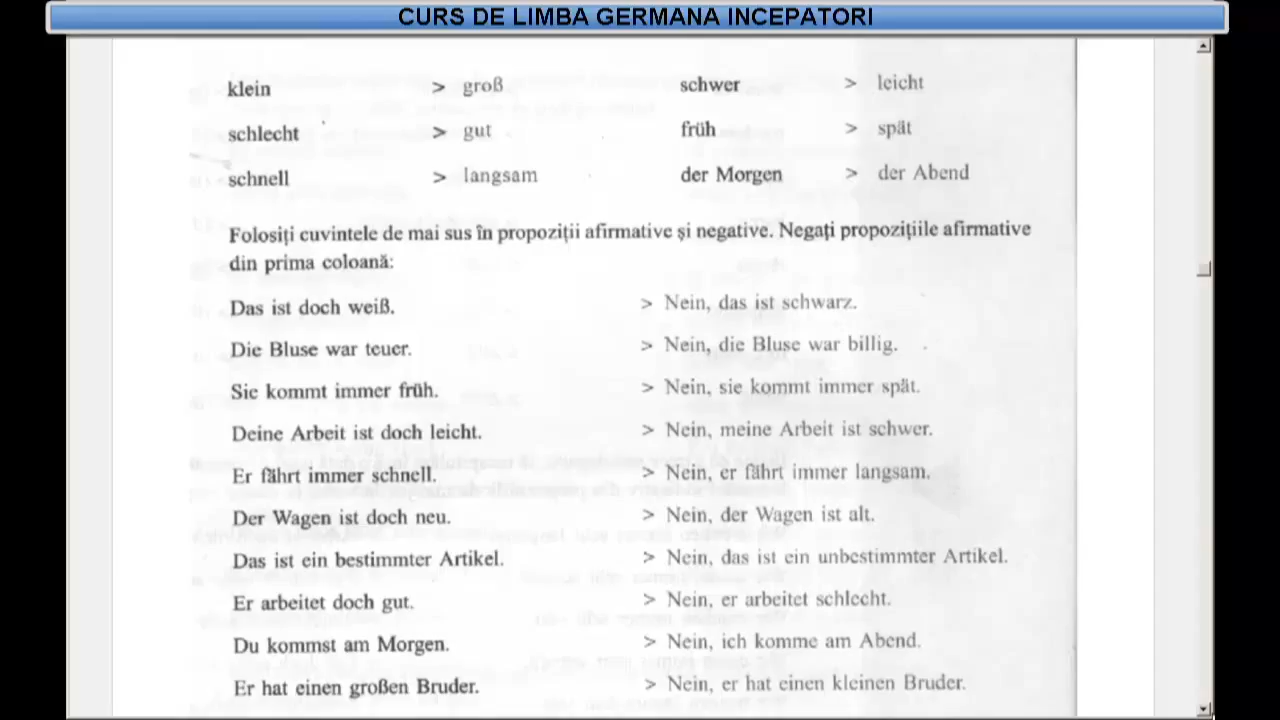 CURS DE LIMBA GERMANA INCEPATORI
klein > groß schwer > leicht
schlecht > gut früh > spät
schnell > langsam der Morgen > der Abend
Folosiți cuvintele de mai sus în propoziții afirmative și negative. Negați propozițiile afirmative
din prima coloană:
Das ist doch weiß. > Nein, das ist schwarz.
Die Bluse war teuer. > Nein, die Bluse war billig.
Sie kommt immer früh. > Nein, sie kommt immer spät.
Deine Arbeit ist doch leicht. > Nein, meine Arbeit ist schwer.
Er fährt immer schnell. > Nein, er fährt immer langsam.
Der Wagen ist doch neu. > Nein, der Wagen ist alt.
Das ist ein bestimmter Artikel. > Nein, das ist ein unbestimmter Artikel.
Er arbeitet doch gut. > Nein, er arbeitet schlecht.
Du kommst am Morgen. > Nein, ich komme am Abend.
Er hat einen großen Bruder. > Nein, er hat einen kleinen Bruder.